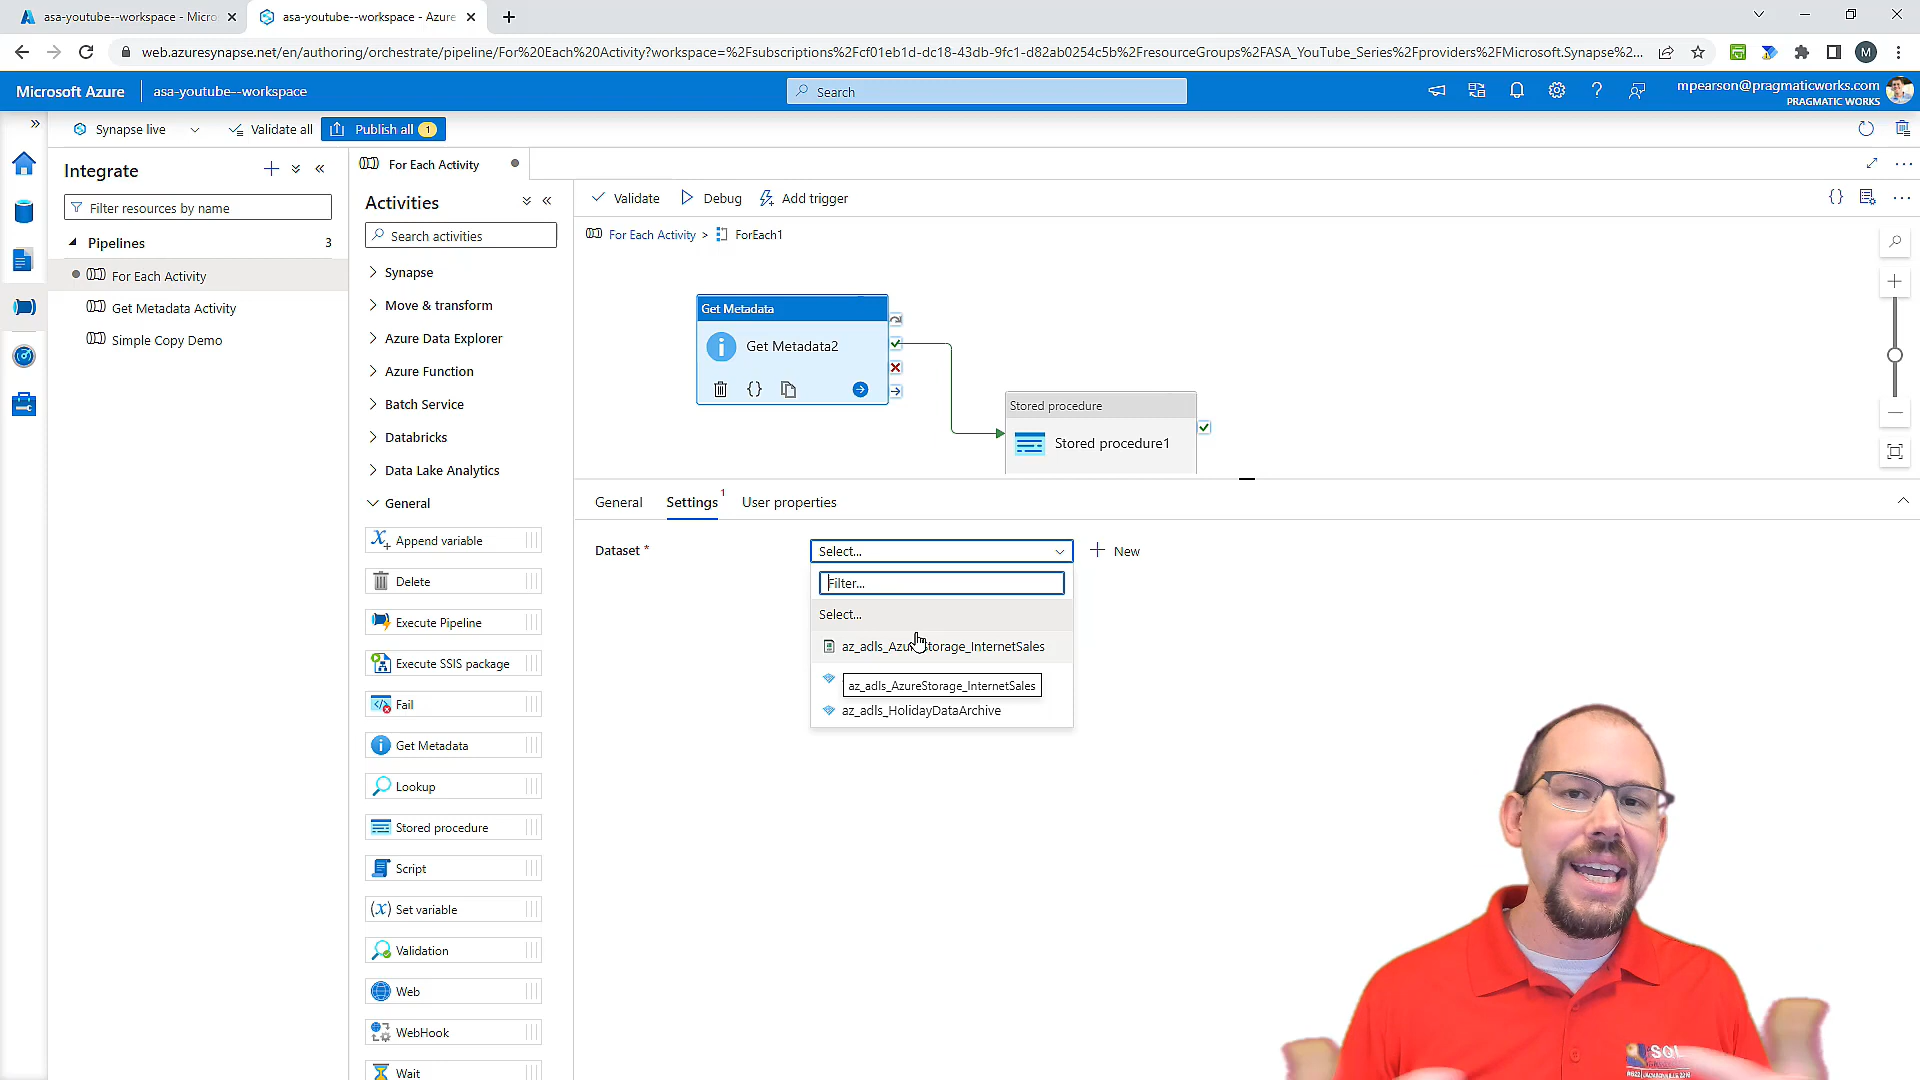 asa-youtube--workspace - Micro
asa-youtube--workspace - Azure
web.azuresynapse.net/en/authoring/orchestrate/pipeline/For%20Each%20Activity?workspace=%2Fsubscriptions%2Fcf01eb1d-dc18-43db-9fc1-d82ab0254c5b%2FresourceGroups%2FASA_YouTube_Series%2Fproviders%2FMicrosoft.Synapse%2...
M
Microsoft Azure
asa-youtube--workspace
Search
mpearson@pragmaticworks.com
PRAGMATIC WORKS
Synapse live
Validate all
Publish all 1
Integrate
Filter resources by name
Pipelines 3
For Each Activity
Get Metadata Activity
Simple Copy Demo
For Each Activity
Activities
Search activities
Synapse
Move & transform
Azure Data Explorer
Azure Function
Batch Service
Databricks
Data Lake Analytics
General
Append variable
Delete
Execute Pipeline
Execute SSIS package
Fail
Get Metadata
Lookup
Stored procedure
Script
Set variable
Validation
Web
WebHook
Wait
Validate
Debug
Add trigger
For Each Activity > ForEach1
Get Metadata
Get Metadata2
Stored procedure
Stored procedure1
General
Settings 1
User properties
Dataset *
Select...
New
Filter...
Select...
az_adls_AzureStorage_InternetSales
az_adls_AzureStorage_InternetSales
az_adls_HolidayDataArchive
SQL